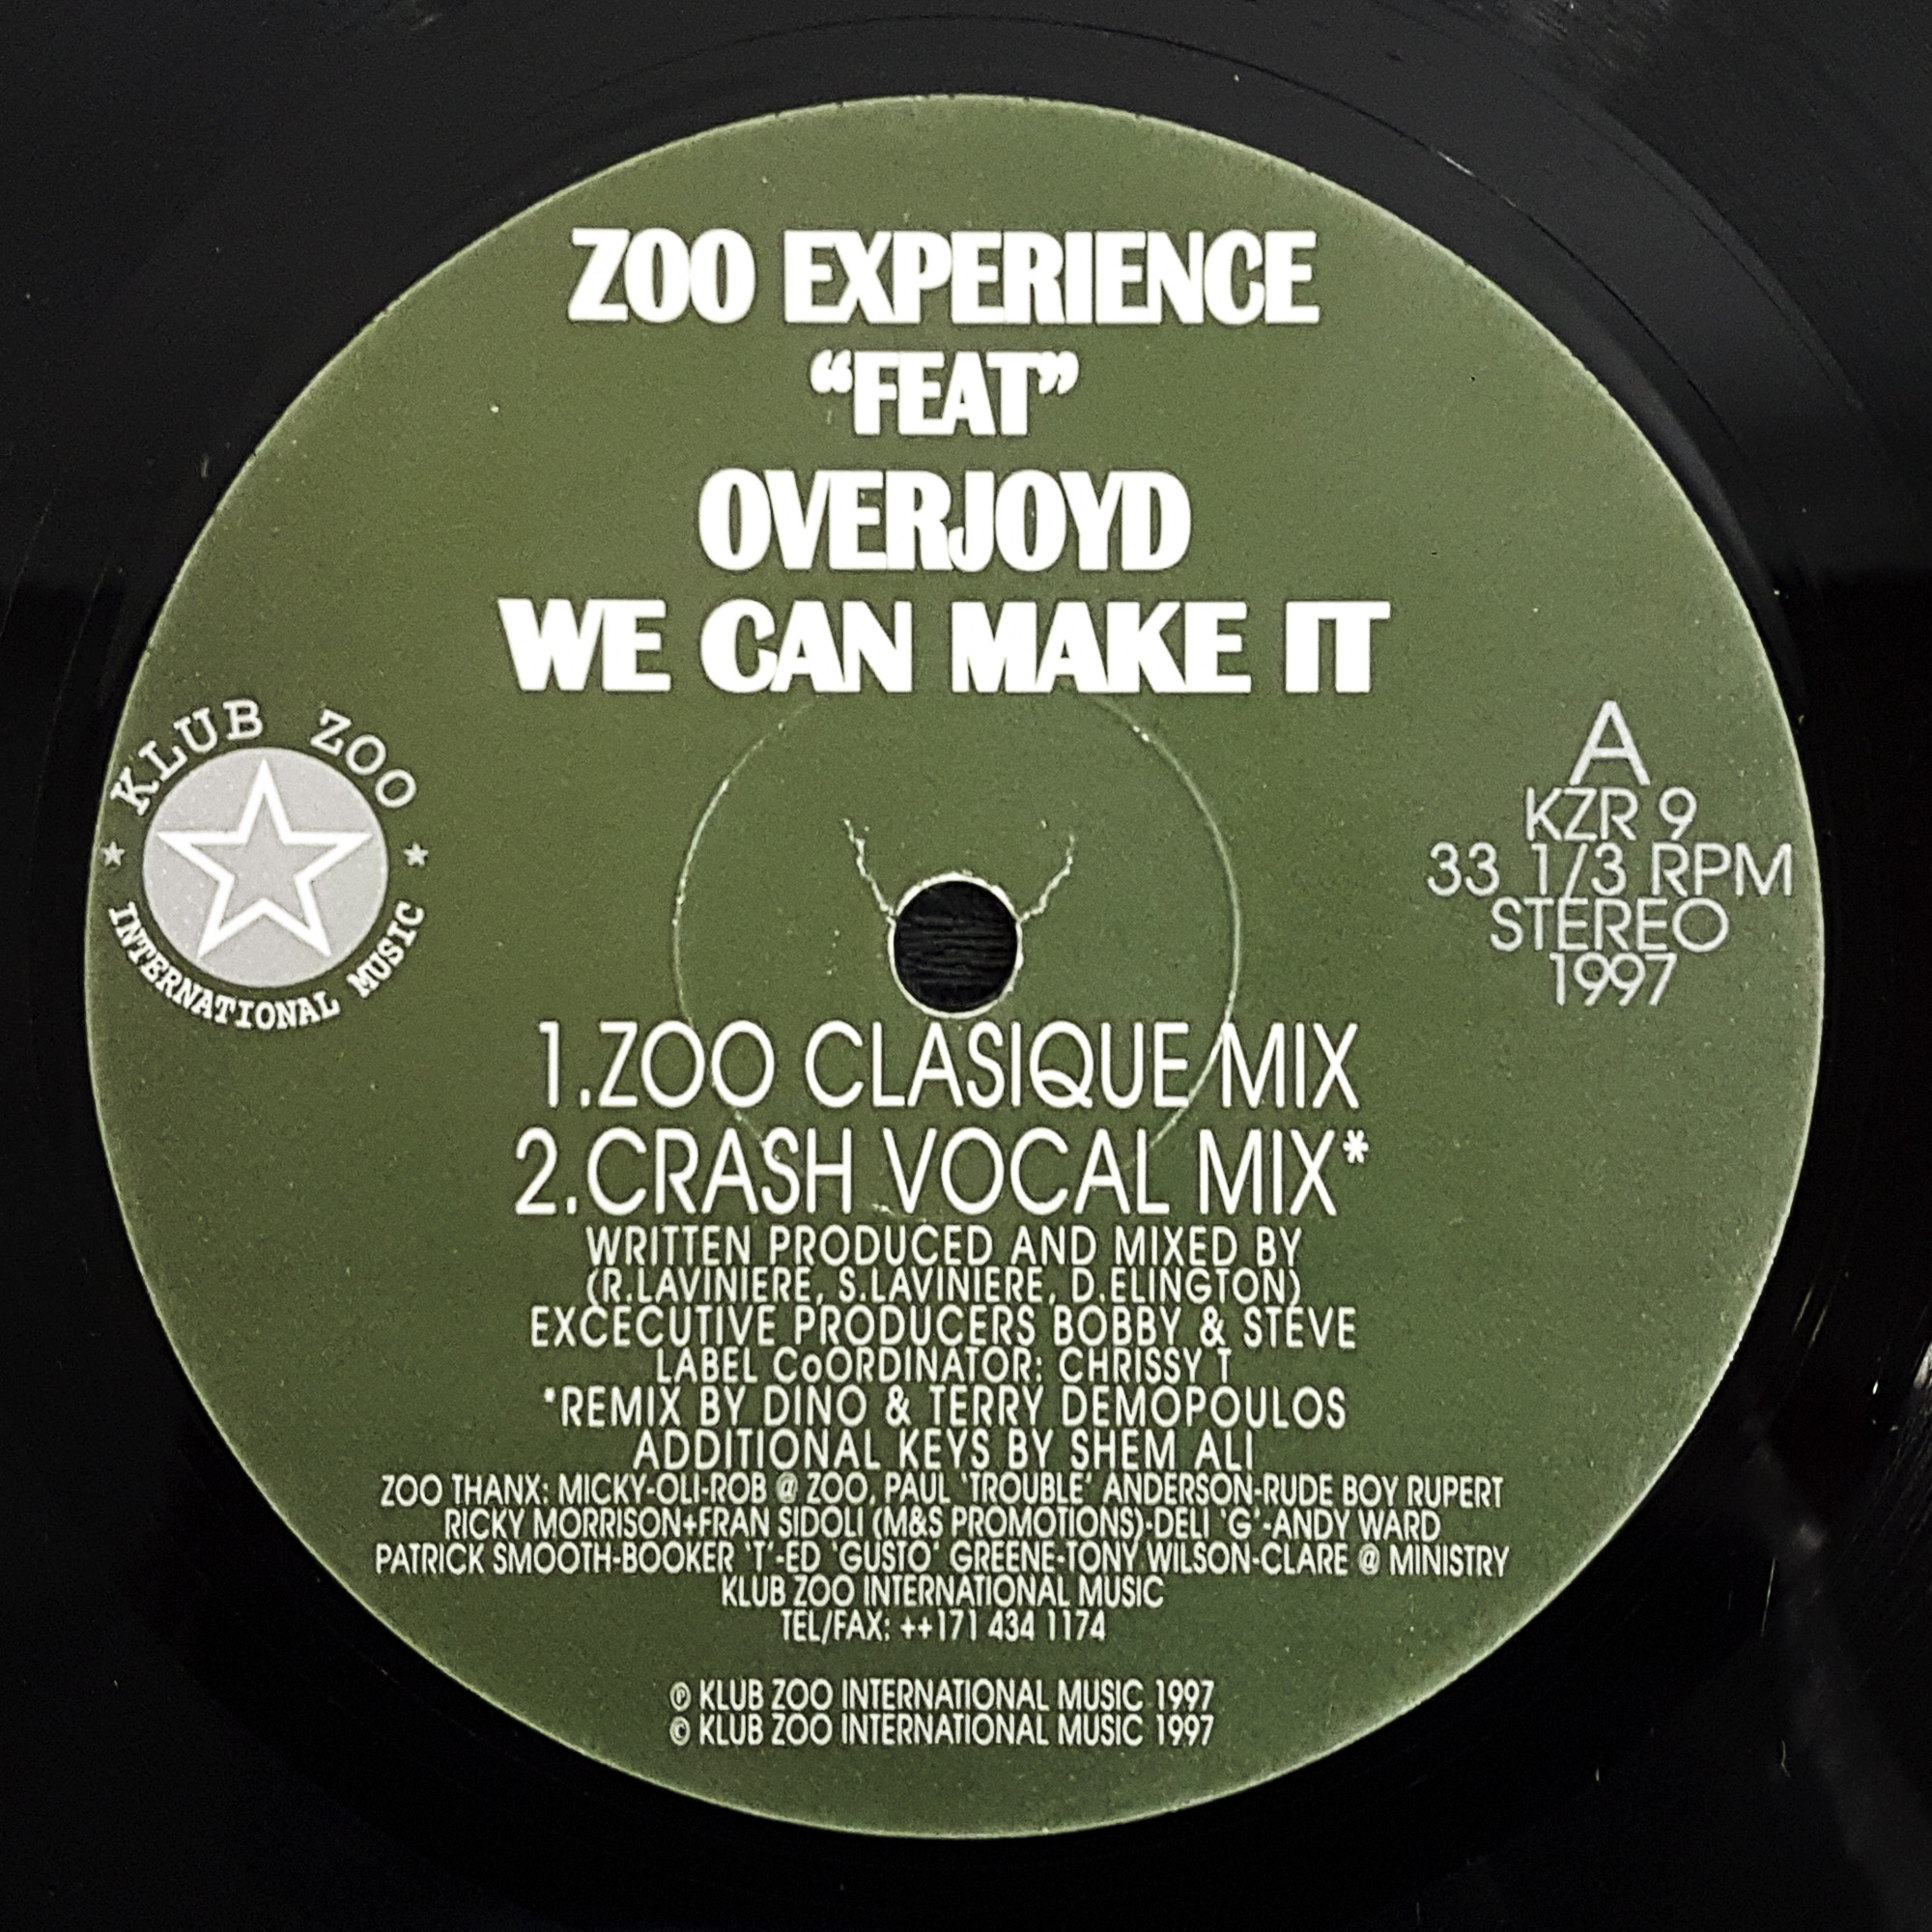 ZOO EXPERIENCE
“FEAT”
OVERJOYD
WE CAN MAKE IT
KLUB ZOO
INTERNATIONAL MUSIC
A
KZR 9
33 1/3 RPM
STEREO
1997
1.ZOO CLASIQUE MIX
2.CRASH VOCAL MIX*
WRITTEN PRODUCED AND MIXED BY
(R.LAVINIERE, S.LAVINIERE, D.ELINGTON)
EXCECUTIVE PRODUCERS BOBBY & STEVE
LABEL CoORDINATOR: CHRISSY T
*REMIX BY DINO & TERRY DEMOPOULOS
ADDITIONAL KEYS BY SHEM ALI
ZOO THANX: MICKY-OLI-ROB @ ZOO, PAUL 'TROUBLE' ANDERSON-RUDE BOY RUPERT
RICKY MORRISON+FRAN SIDOLI (M&S PROMOTIONS)-DELI 'G'-ANDY WARD
PATRICK SMOOTH-BOOKER 'T'-ED 'GUSTO' GREENE-TONY WILSON-CLARE @ MINISTRY
KLUB ZOO INTERNATIONAL MUSIC
TEL/FAX: ++171 434 1174
℗ KLUB ZOO INTERNATIONAL MUSIC 1997
© KLUB ZOO INTERNATIONAL MUSIC 1997